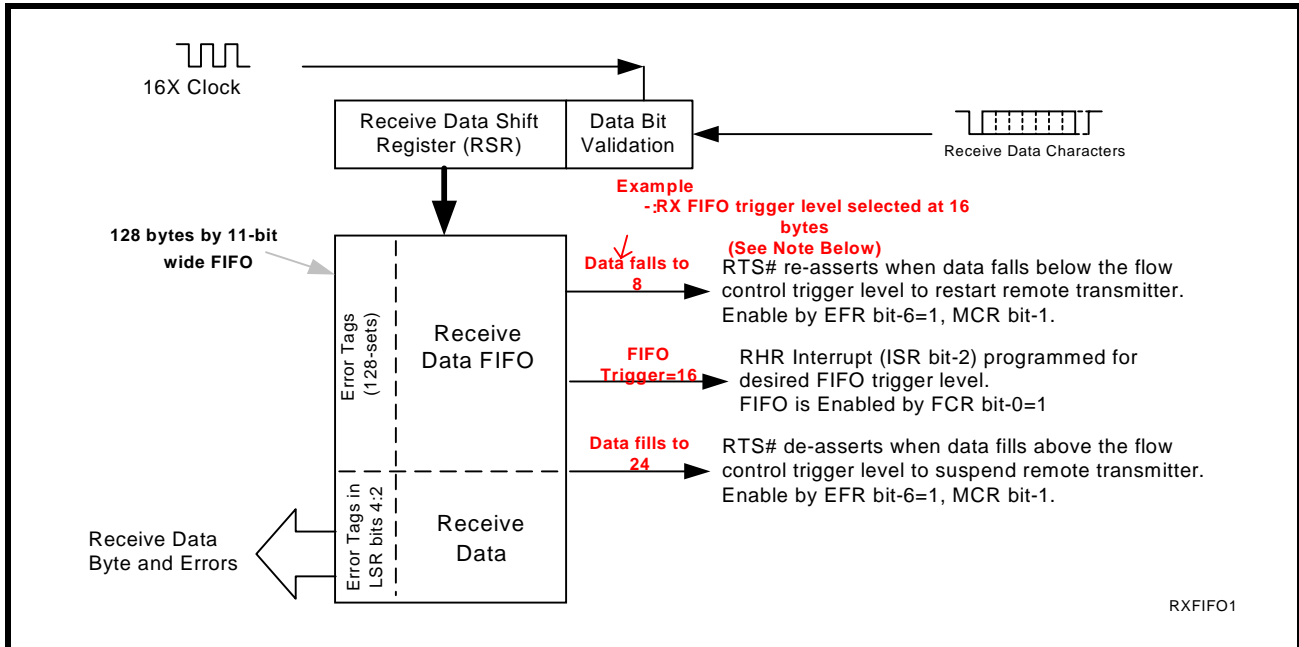 16X Clock
Receive Data Shift
Register (RSR)
Data Bit
Validation
Receive Data Characters
Example
-:RX FIFO trigger level selected at 16
bytes
(See Note Below)
128 bytes by 11-bit
wide FIFO
Error Tags
(128-sets)
Receive
Data FIFO
Data falls to
8
RTS# re-asserts when data falls below the flow
control trigger level to restart remote transmitter.
Enable by EFR bit-6=1, MCR bit-1.
FIFO
Trigger=16
RHR Interrupt (ISR bit-2) programmed for
desired FIFO trigger level.
FIFO is Enabled by FCR bit-0=1
Data fills to
24
RTS# de-asserts when data fills above the flow
control trigger level to suspend remote transmitter.
Enable by EFR bit-6=1, MCR bit-1.
Error Tags in
LSR bits 4:2
Receive
Data
Receive Data
Byte and Errors
RXFIFO1